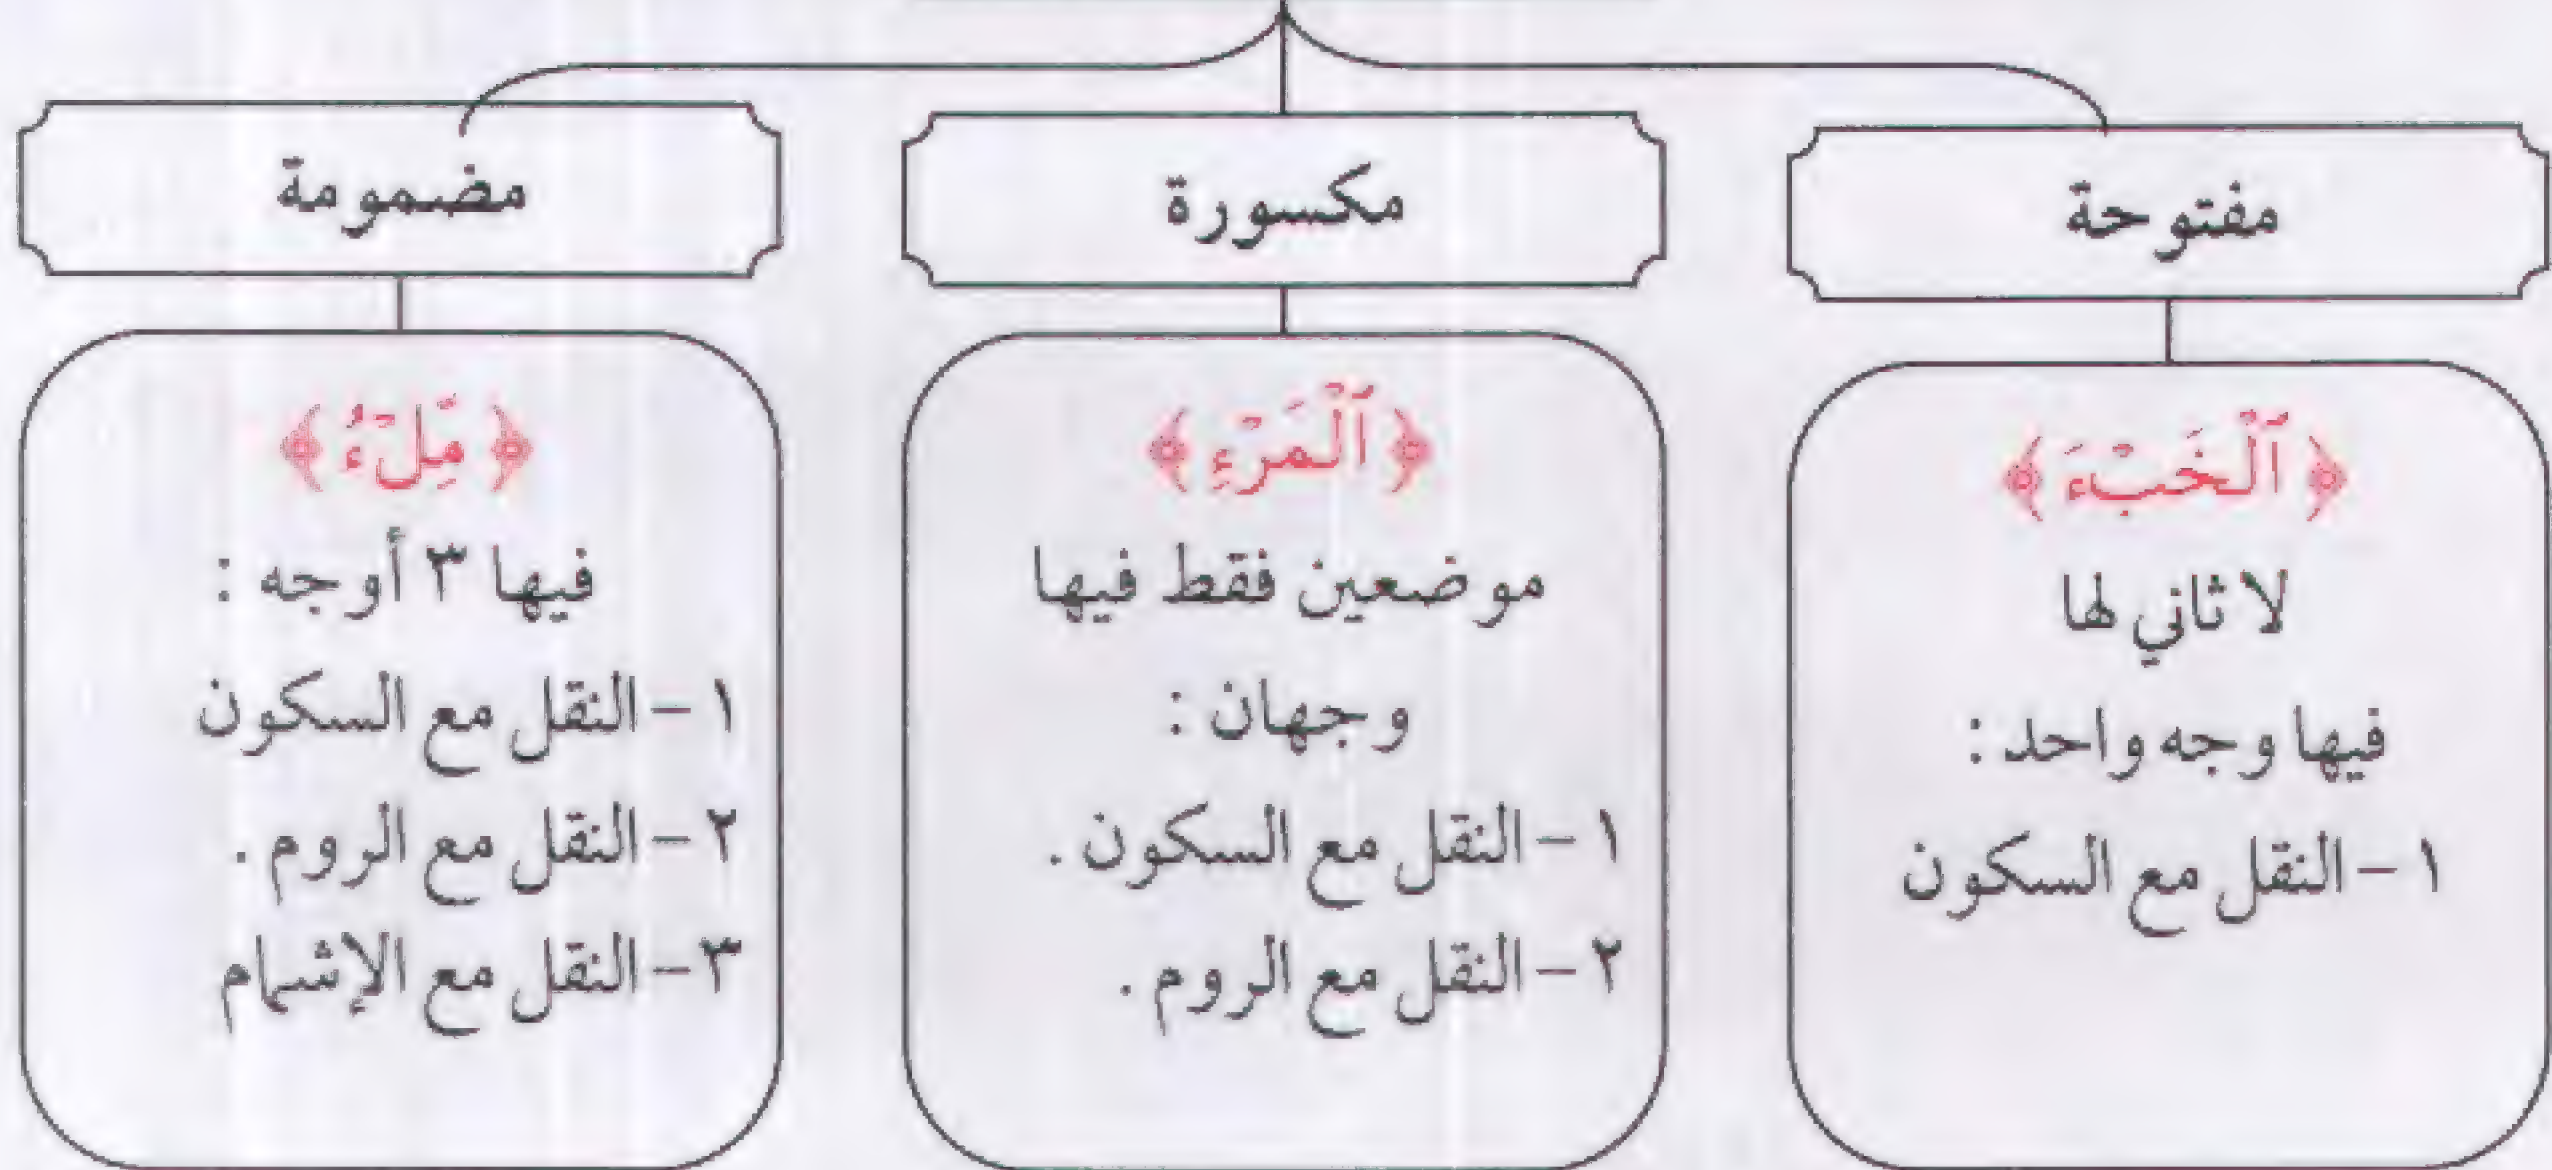 مفتوحة
﴿ ٱلْخَبْءَ ﴾
لا ثاني لها
فيها وجه واحد :
١ – النقل مع السكون
مكسورة
﴿ ٱلْمَرْءِ ﴾
موضعين فقط فيها
وجهان :
١ – النقل مع السكون .
٢ – النقل مع الروم .
مضمومة
﴿ مِّلْءُ ﴾
فيها ٣ أوجه :
١ – النقل مع السكون
٢ – النقل مع الروم .
٣ – النقل مع الإشمام